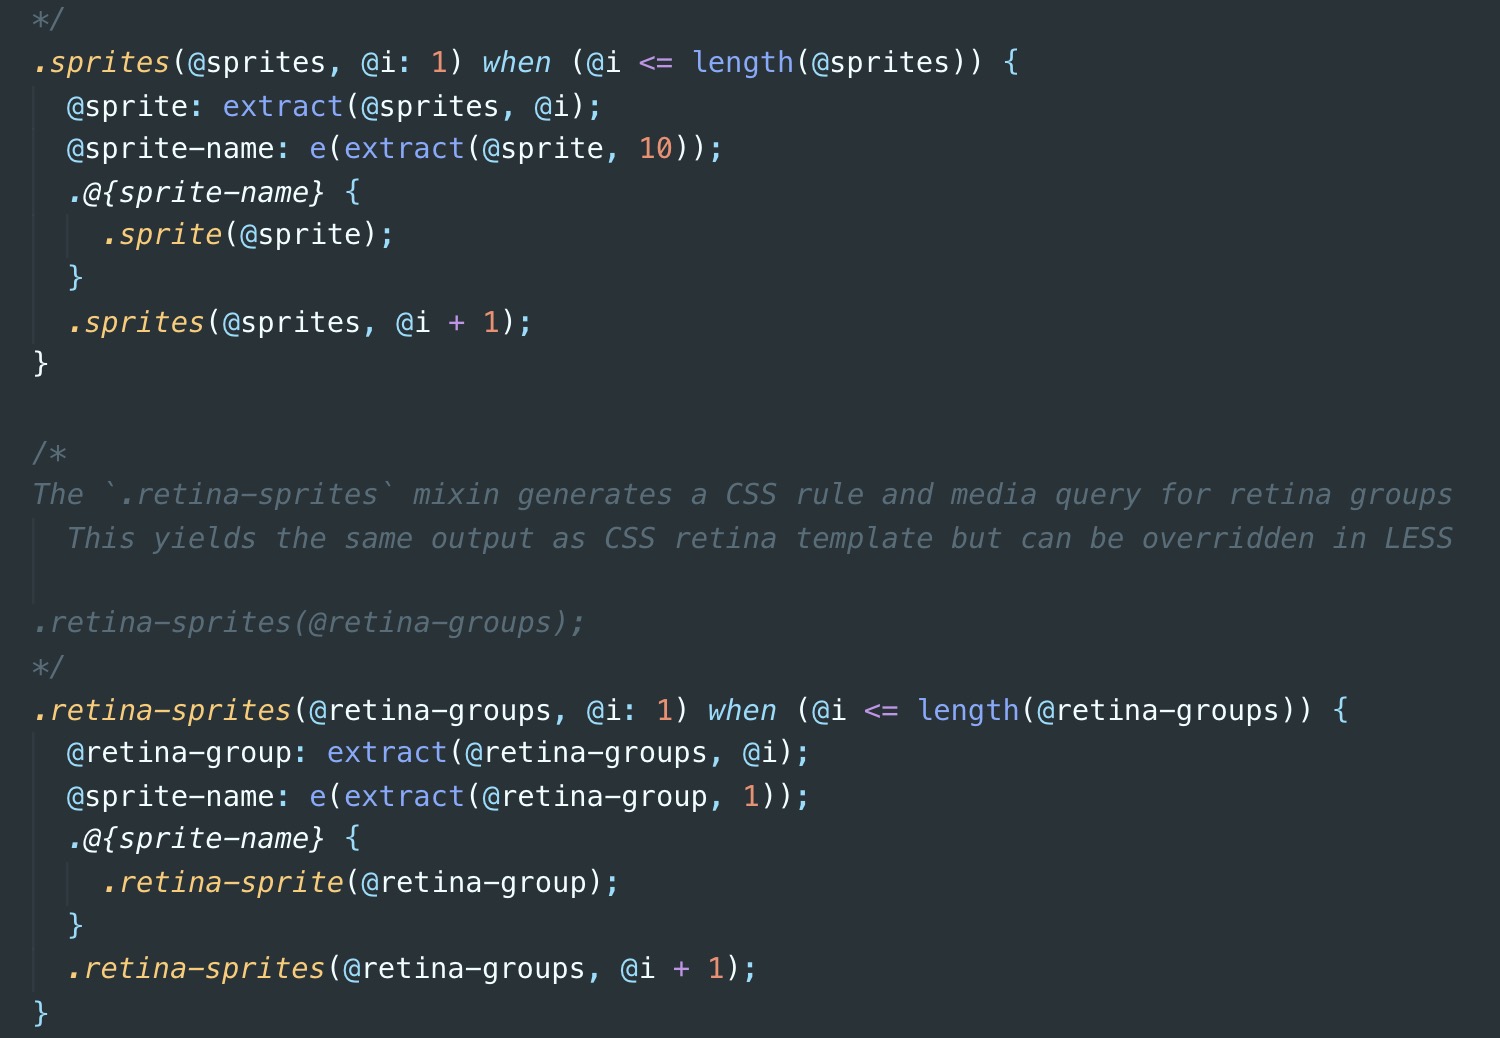 */
.sprites(@sprites, @i: 1) when (@i <= length(@sprites)) {
  @sprite: extract(@sprites, @i);
  @sprite-name: e(extract(@sprite, 10));
  .@{sprite-name} {
    .sprite(@sprite);
  }
  .sprites(@sprites, @i + 1);
}

/*
The `.retina-sprites` mixin generates a CSS rule and media query for retina groups
  This yields the same output as CSS retina template but can be overridden in LESS

.retina-sprites(@retina-groups);
*/
.retina-sprites(@retina-groups, @i: 1) when (@i <= length(@retina-groups)) {
  @retina-group: extract(@retina-groups, @i);
  @sprite-name: e(extract(@retina-group, 1));
  .@{sprite-name} {
    .retina-sprite(@retina-group);
  }
  .retina-sprites(@retina-groups, @i + 1);
}